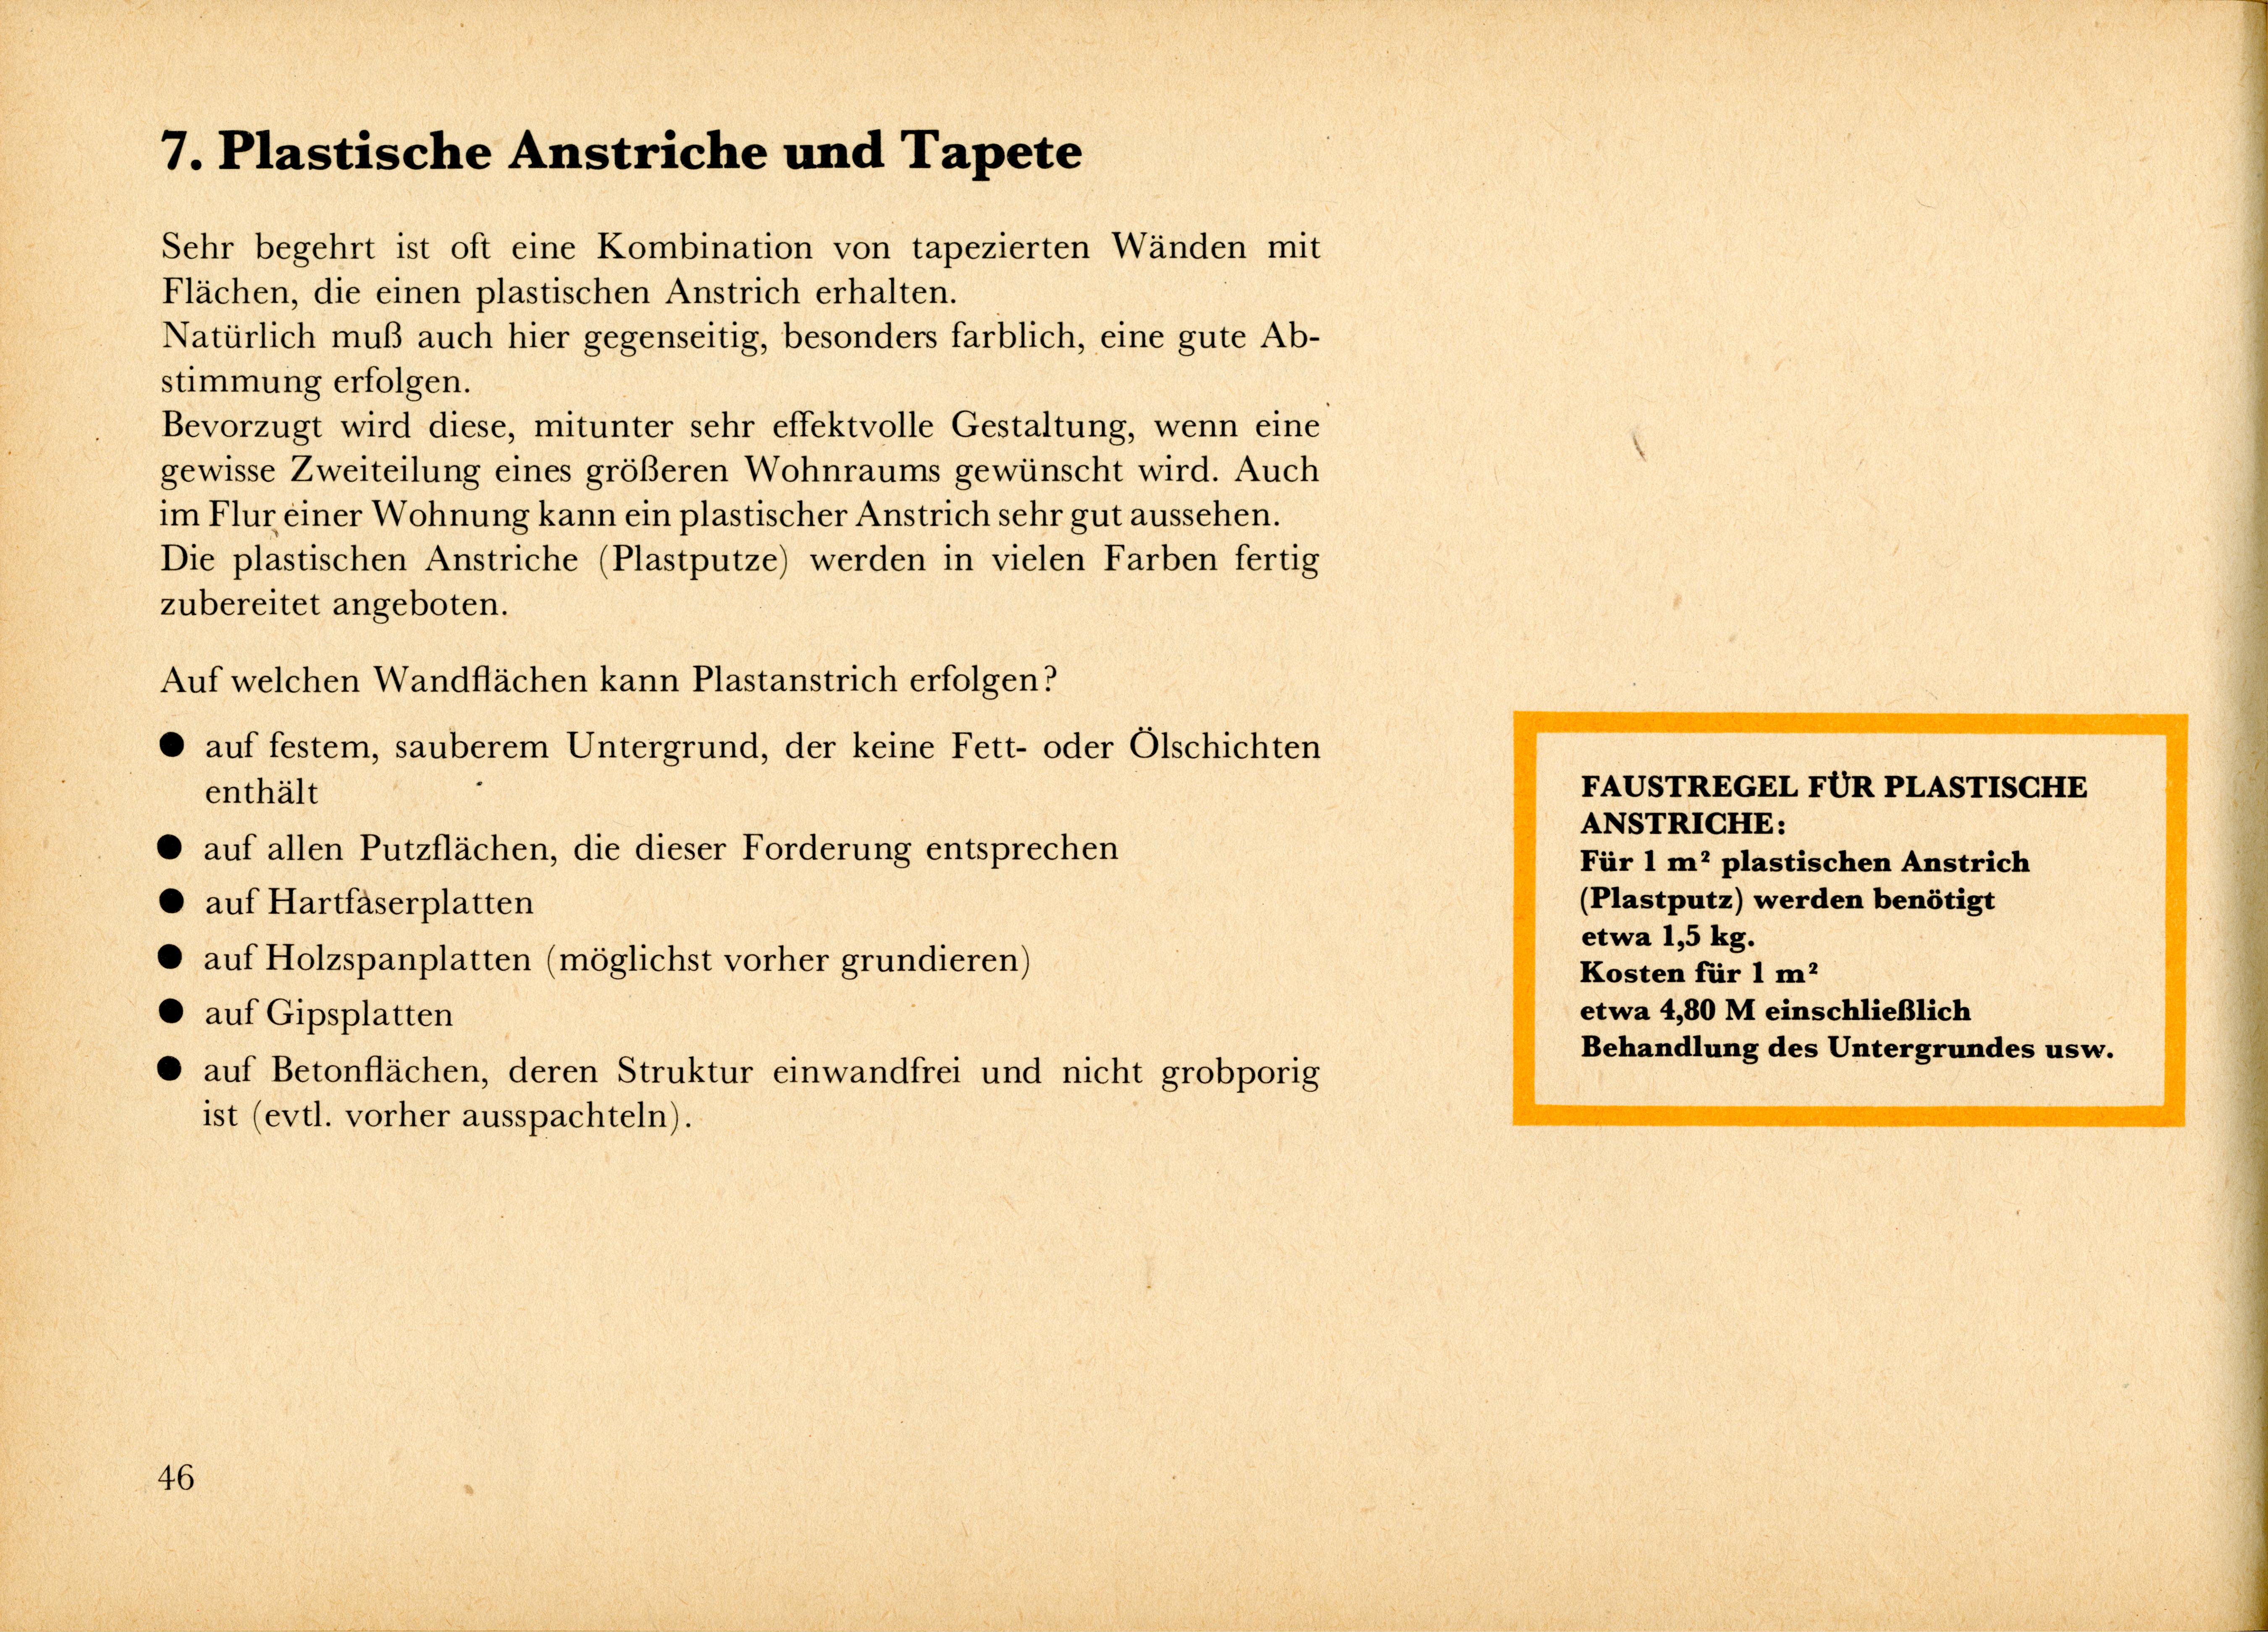 7. Plastische Anstriche und Tapete
Sehr begehrt ist oft eine Kombination von tapezierten Wänden mit
Flächen, die einen plastischen Anstrich erhalten.
Natürlich muß auch hier gegenseitig, besonders farblich, eine gute Ab-
stimmung erfolgen.
Bevorzugt wird diese, mitunter sehr effektvolle Gestaltung, wenn eine
gewisse Zweiteilung eines größeren Wohnraums gewünscht wird. Auch
im Flur einer Wohnung kann ein plastischer Anstrich sehr gut aussehen.
Die plastischen Anstriche (Plastputze) werden in vielen Farben fertig
zubereitet angeboten.
Auf welchen Wandflächen kann Plastanstrich erfolgen?
● auf festem, sauberem Untergrund, der keine Fett- oder Ölschichten
enthält
● auf allen Putzflächen, die dieser Forderung entsprechen
● auf Hartfaserplatten
● auf Holzspanplatten (möglichst vorher grundieren)
● auf Gipsplatten
● auf Betonflächen, deren Struktur einwandfrei und nicht grobporig
ist (evtl. vorher ausspachteln).
FAUSTREGEL FÜR PLASTISCHE
ANSTRICHE:
Für 1 m² plastischen Anstrich
(Plastputz) werden benötigt
etwa 1,5 kg.
Kosten für 1 m²
etwa 4,80 M einschließlich
Behandlung des Untergrundes usw.
46